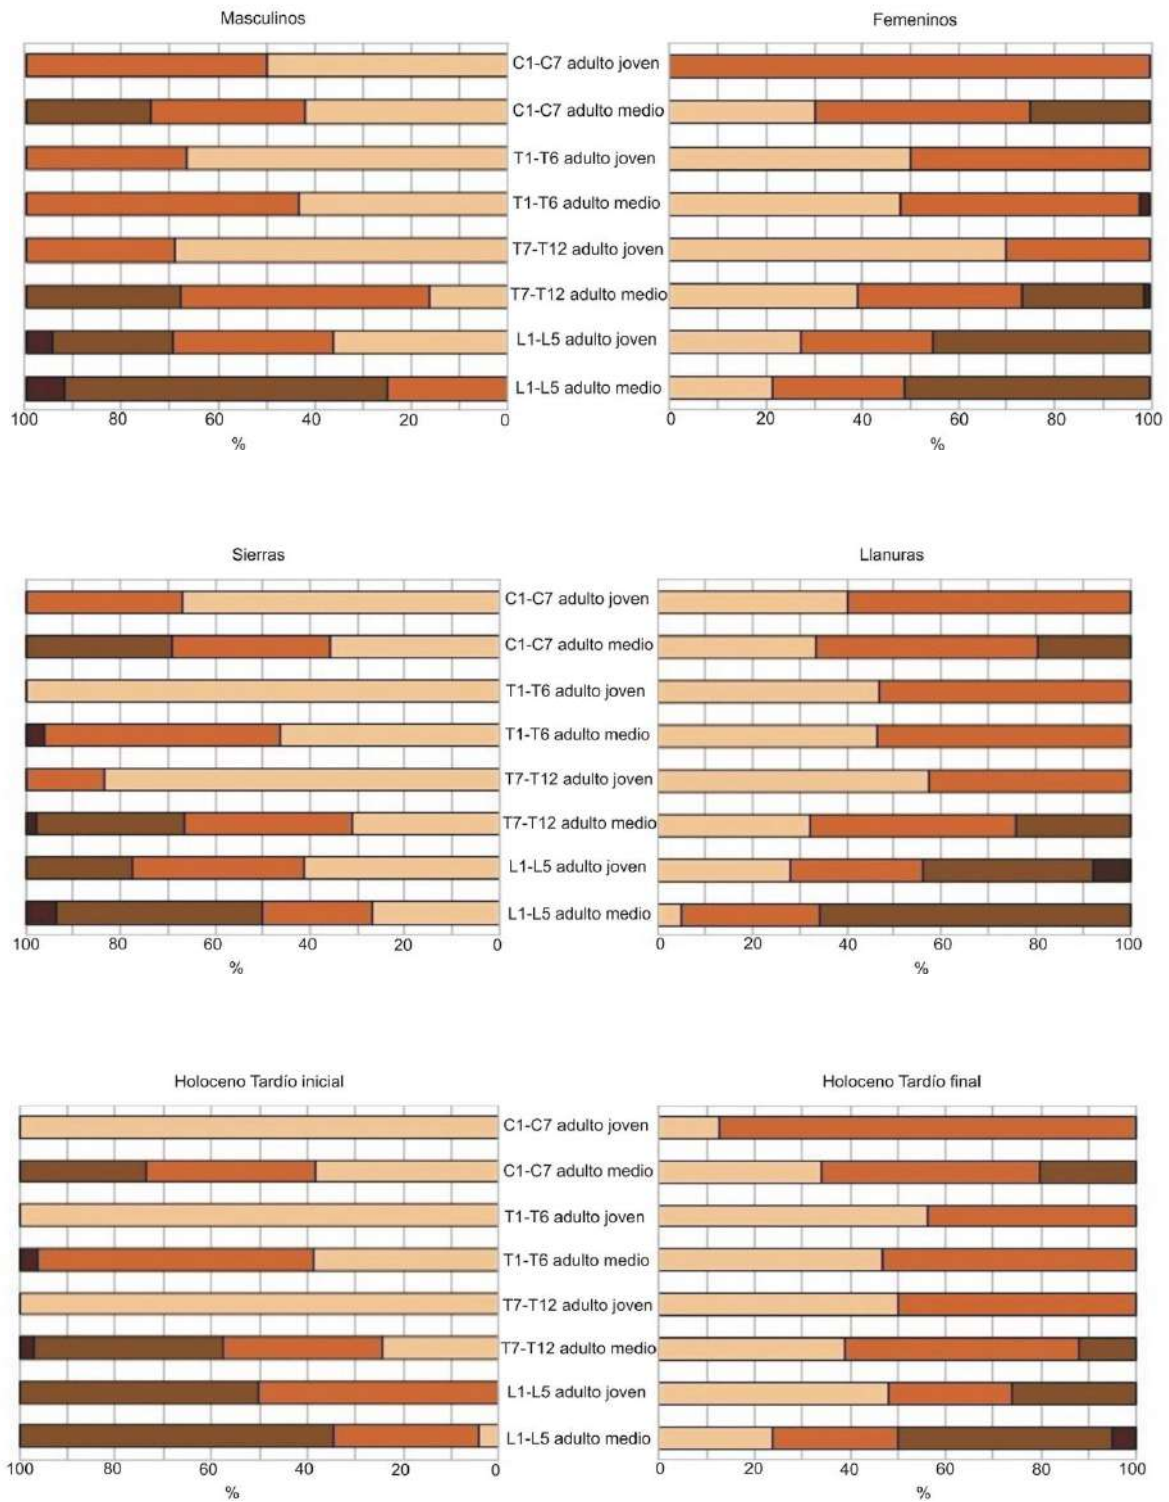 Masculinos Femeninos
C1-C7 adulto joven
C1-C7 adulto medio
T1-T6 adulto joven
T1-T6 adulto medio
T7-T12 adulto joven
T7-T12 adulto medio
L1-L5 adulto joven
L1-L5 adulto medio
100 80 60 40 20 0 0 20 40 60 80 100
% %
Sierras Llanuras
C1-C7 adulto joven
C1-C7 adulto medio
T1-T6 adulto joven
T1-T6 adulto medio
T7-T12 adulto joven
T7-T12 adulto medio
L1-L5 adulto joven
L1-L5 adulto medio
100 80 60 40 20 0 0 20 40 60 80 100
% %
Holoceno Tardío inicial Holoceno Tardío final
C1-C7 adulto joven
C1-C7 adulto medio
T1-T6 adulto joven
T1-T6 adulto medio
T7-T12 adulto joven
T7-T12 adulto medio
L1-L5 adulto joven
L1-L5 adulto medio
100 80 60 40 20 0 0 20 40 60 80 100
% %